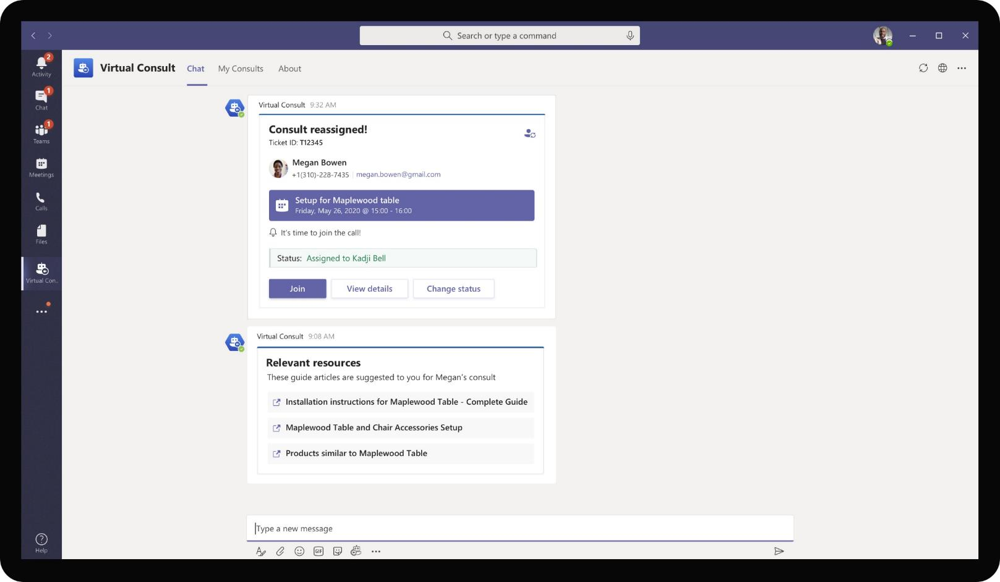 Search or type a command
2
Activity
1
Chat
1
Teams
Meetings
Calls
Files
Virtual Con..
Help
Virtual Consult Chat My Consults About
Virtual Consult 9:32 AM
Consult reassigned!
Ticket ID: T12345
Megan Bowen
+1(310)-228-7435 | megan.bowen@gmail.com
Setup for Maplewood table
Friday, May 26, 2020 @ 15:00 - 16:00
It's time to join the call!
Status: Assigned to Kadji Bell
Join View details Change status
Virtual Consult 9:08 AM
Relevant resources
These guide articles are suggested to you for Megan's consult
Installation instructions for Maplewood Table - Complete Guide
Maplewood Table and Chair Accessories Setup
Products similar to Maplewood Table
Type a new message
GIF